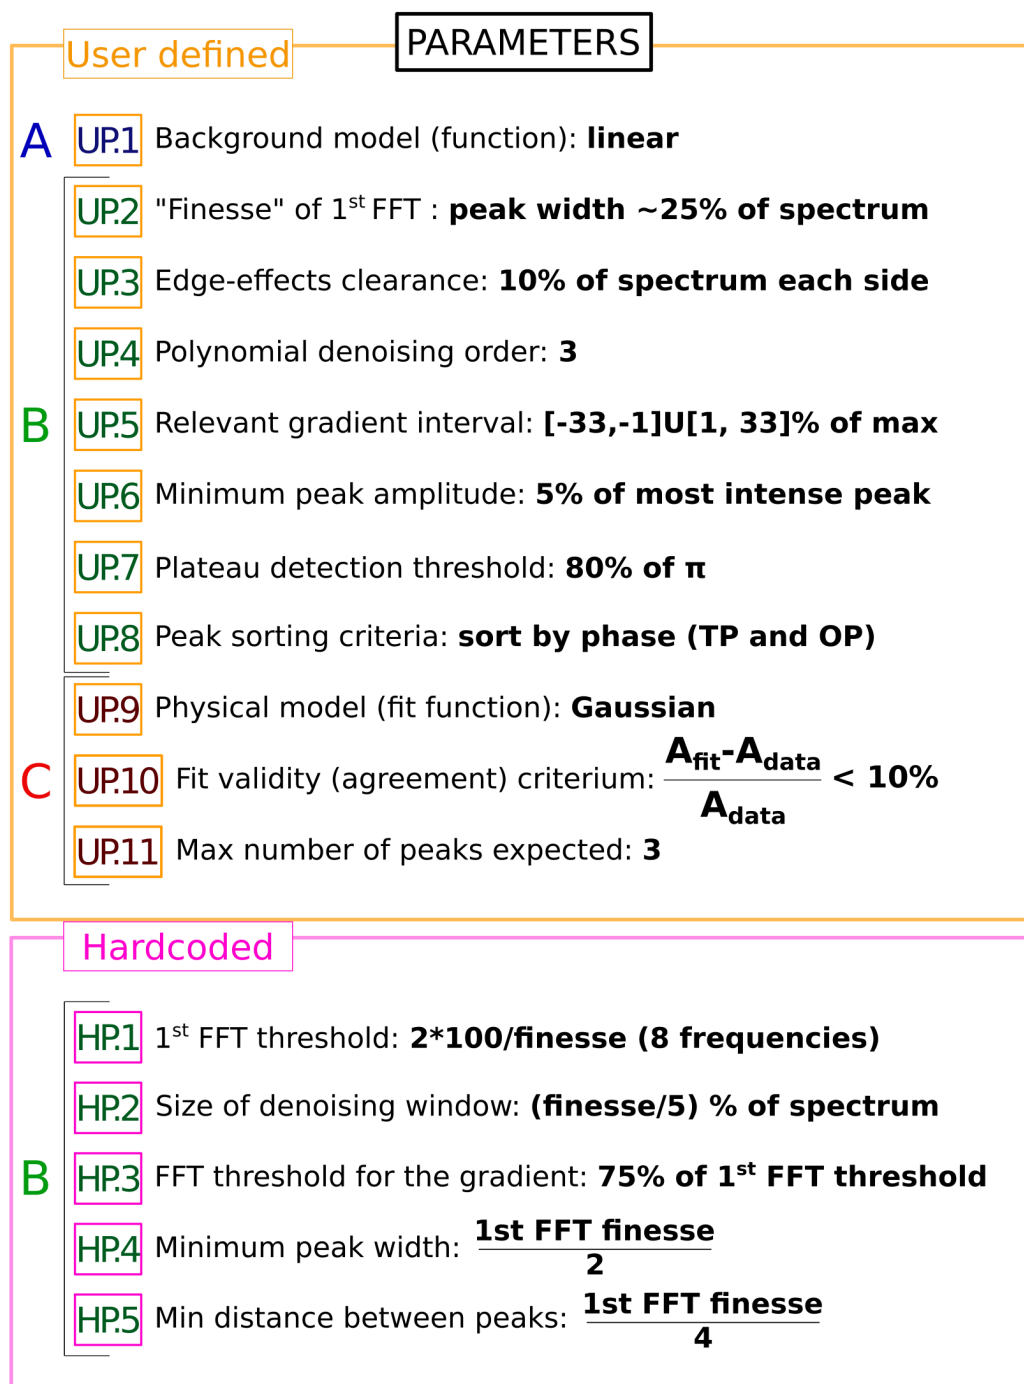 PARAMETERS
User defined
A
UP.1 Background model (function): linear
UP.2 "Finesse" of 1st FFT : peak width ~25% of spectrum
UP.3 Edge-effects clearance: 10% of spectrum each side
UP.4 Polynomial denoising order: 3
B
UP.5 Relevant gradient interval: [-33,-1]U[1, 33]% of max
UP.6 Minimum peak amplitude: 5% of most intense peak
UP.7 Plateau detection threshold: 80% of π
UP.8 Peak sorting criteria: sort by phase (TP and OP)
UP.9 Physical model (fit function): Gaussian
C
UP.10 Fit validity (agreement) criterium: Afit-Adata / Adata < 10%
UP.11 Max number of peaks expected: 3
Hardcoded
HP.1 1st FFT threshold: 2*100/finesse (8 frequencies)
HP.2 Size of denoising window: (finesse/5) % of spectrum
B
HP.3 FFT threshold for the gradient: 75% of 1st FFT threshold
HP.4 Minimum peak width: 1st FFT finesse / 2
HP.5 Min distance between peaks: 1st FFT finesse / 4